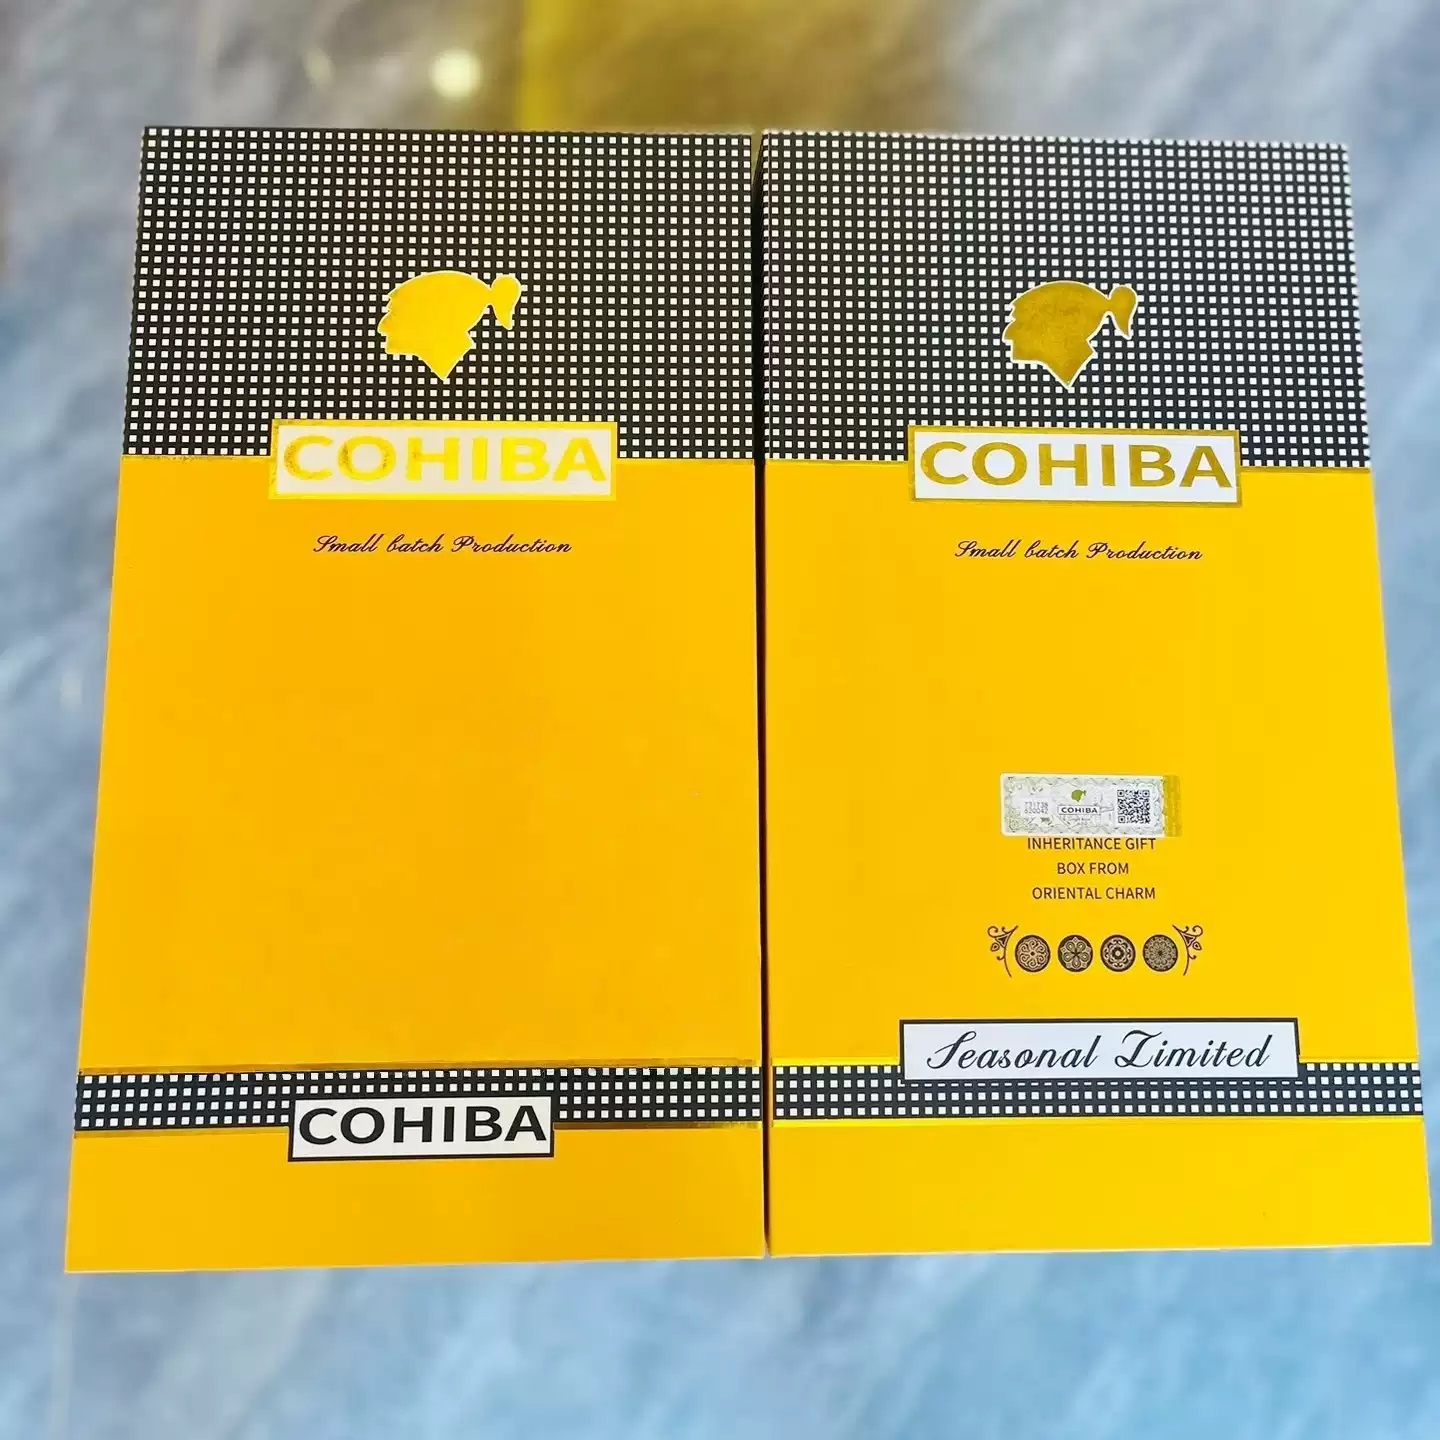 COHIBA
Small batch Production
COHIBA
COHIBA
Small batch Production
COHIBA
INHERITANCE GIFT
BOX FROM
ORIENTAL CHARM
Seasonal Limited